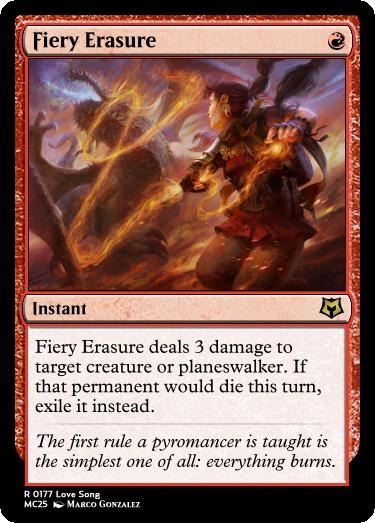 Fiery Erasure
Instant
Fiery Erasure deals 3 damage to
target creature or planeswalker. If
that permanent would die this turn,
exile it instead.
The first rule a pyromancer is taught is
the simplest one of all: everything burns.
R 0177 Love Song
MC25 Marco Gonzalez